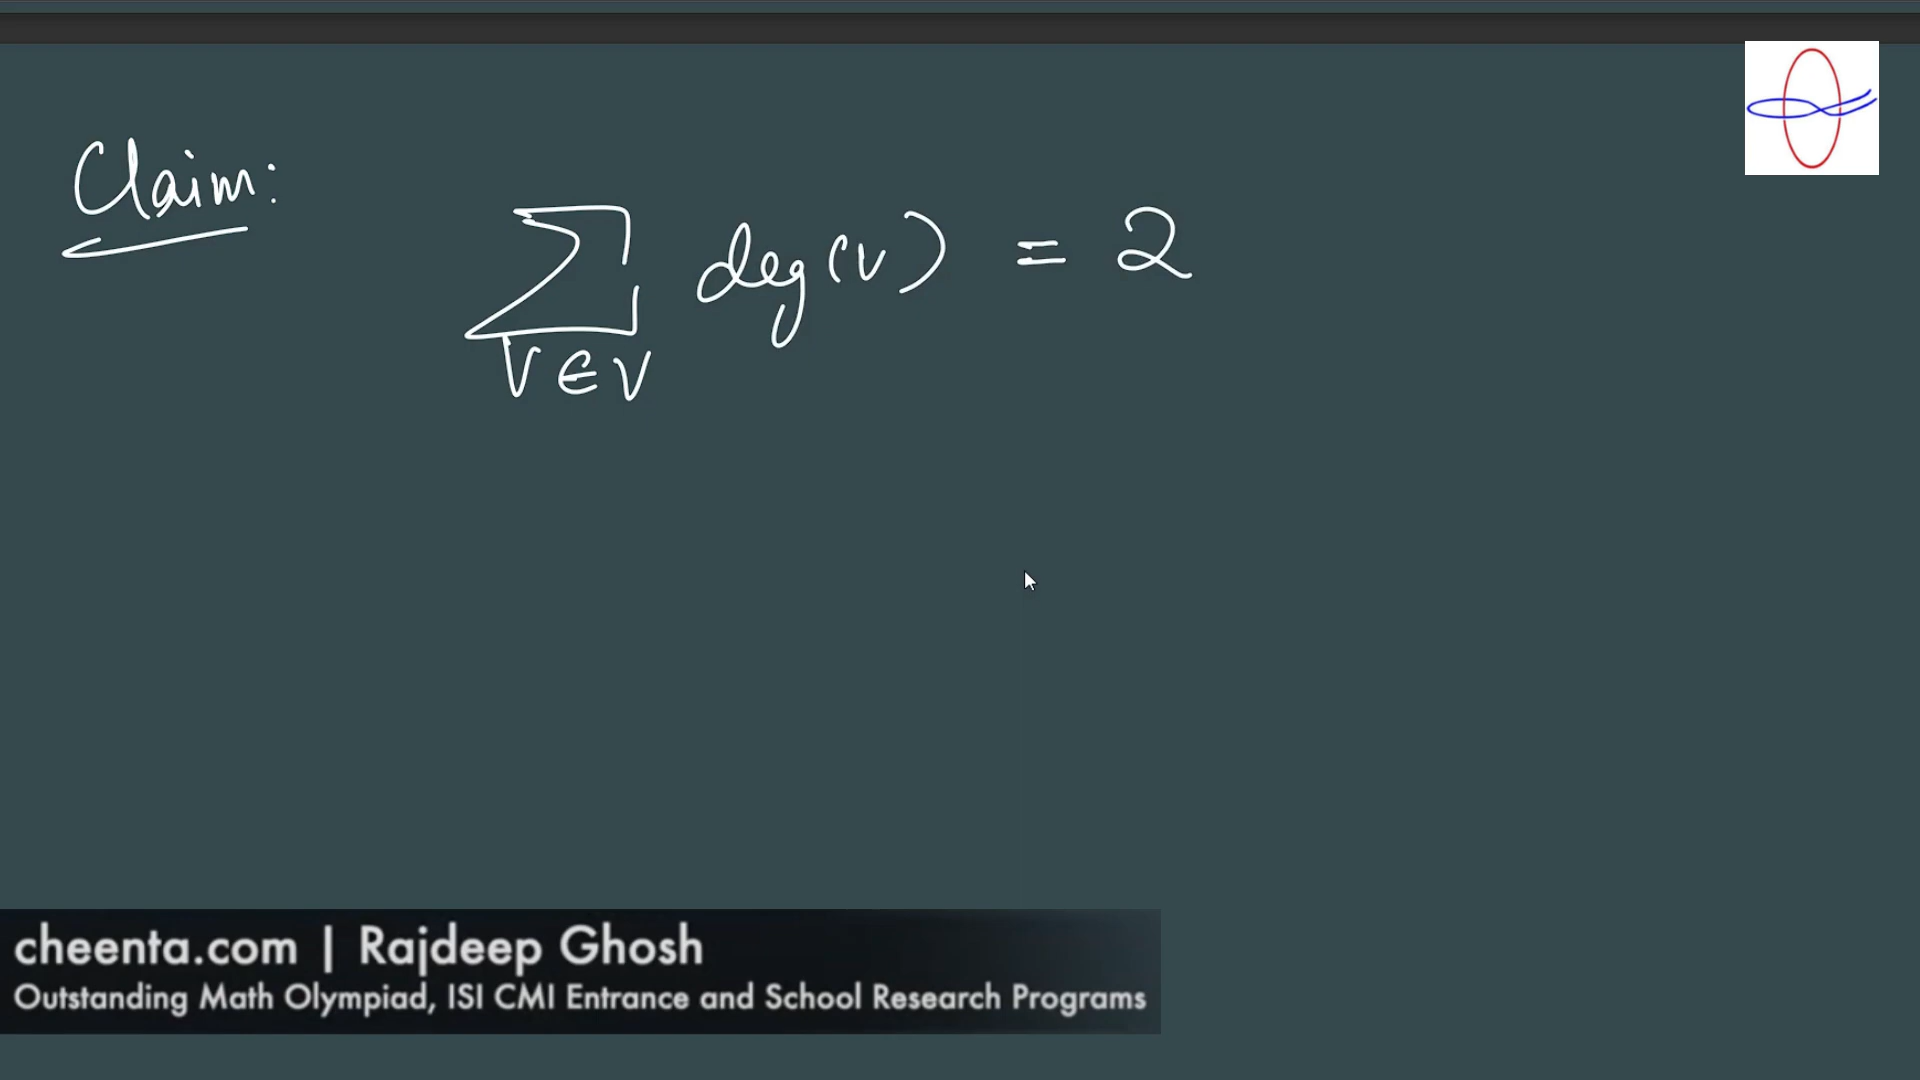 Claim:
∑ deg(v) = 2
v∈V
cheenta.com | Rajdeep Ghosh
Outstanding Math Olympiad, ISI CMI Entrance and School Research Programs